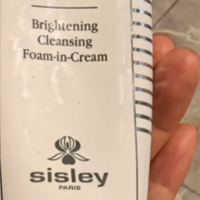 Brightening
Cleansing
Foam-in-Cream
sisley
PARIS